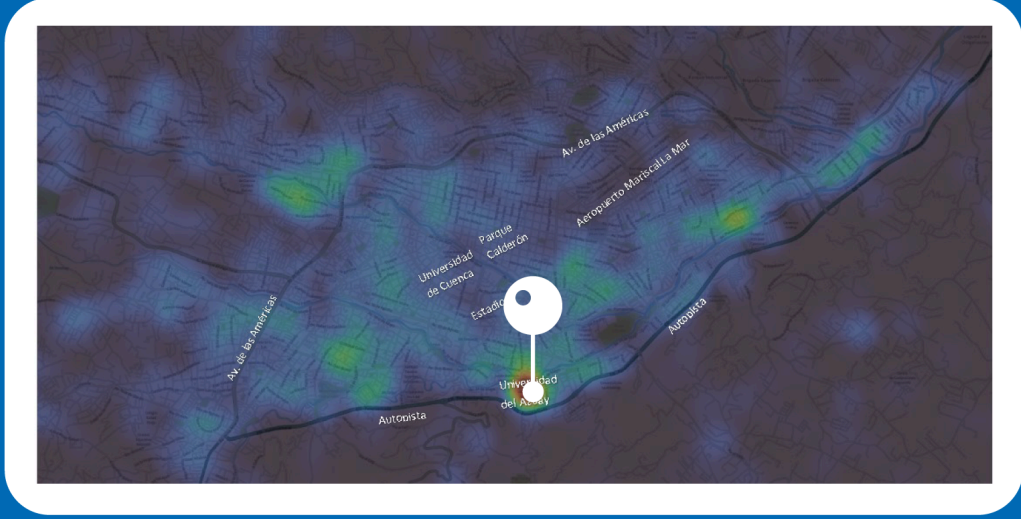 Av. de las Américas
Aeropuerto Mariscal La Mar
Parque
Calderón
Universidad
de Cuenca
Estadio
Av. de las Américas
Autopista
Universidad
del Azuay
Autopista